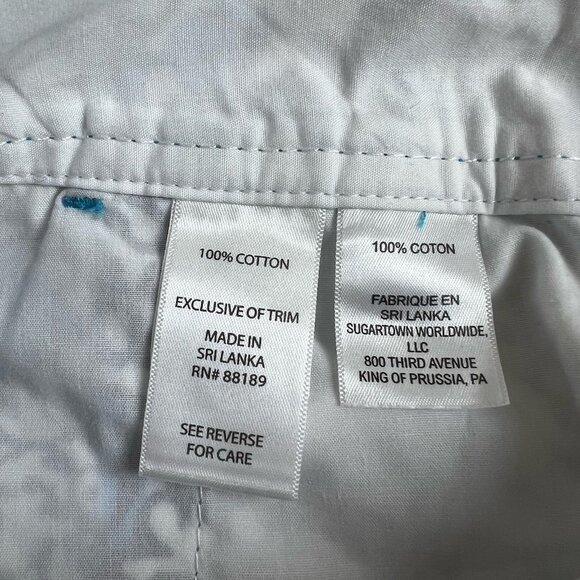 100% COTTON
EXCLUSIVE OF TRIM
MADE IN
SRI LANKA
RN# 88189
SEE REVERSE
FOR CARE
100% COTON
FABRIQUE EN
SRI LANKA
SUGARTOWN WORLDWIDE,
LLC
800 THIRD AVENUE
KING OF PRUSSIA, PA